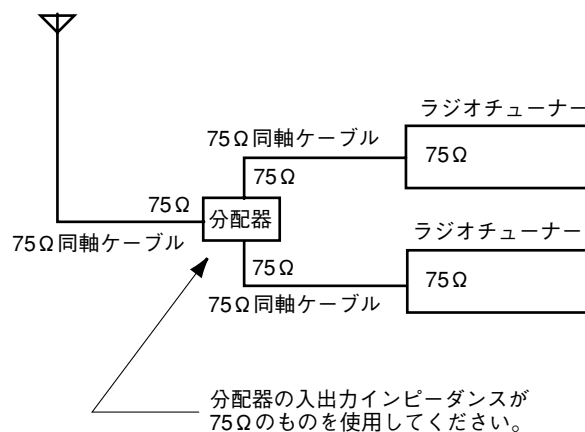 ラジオチューナー
75Ω同軸ケーブル
75Ω
75Ω
75Ω
分配器
75Ω同軸ケーブル
ラジオチューナー
75Ω
75Ω
75Ω同軸ケーブル
分配器の入出力インピーダンスが
75Ωのものを使用してください。